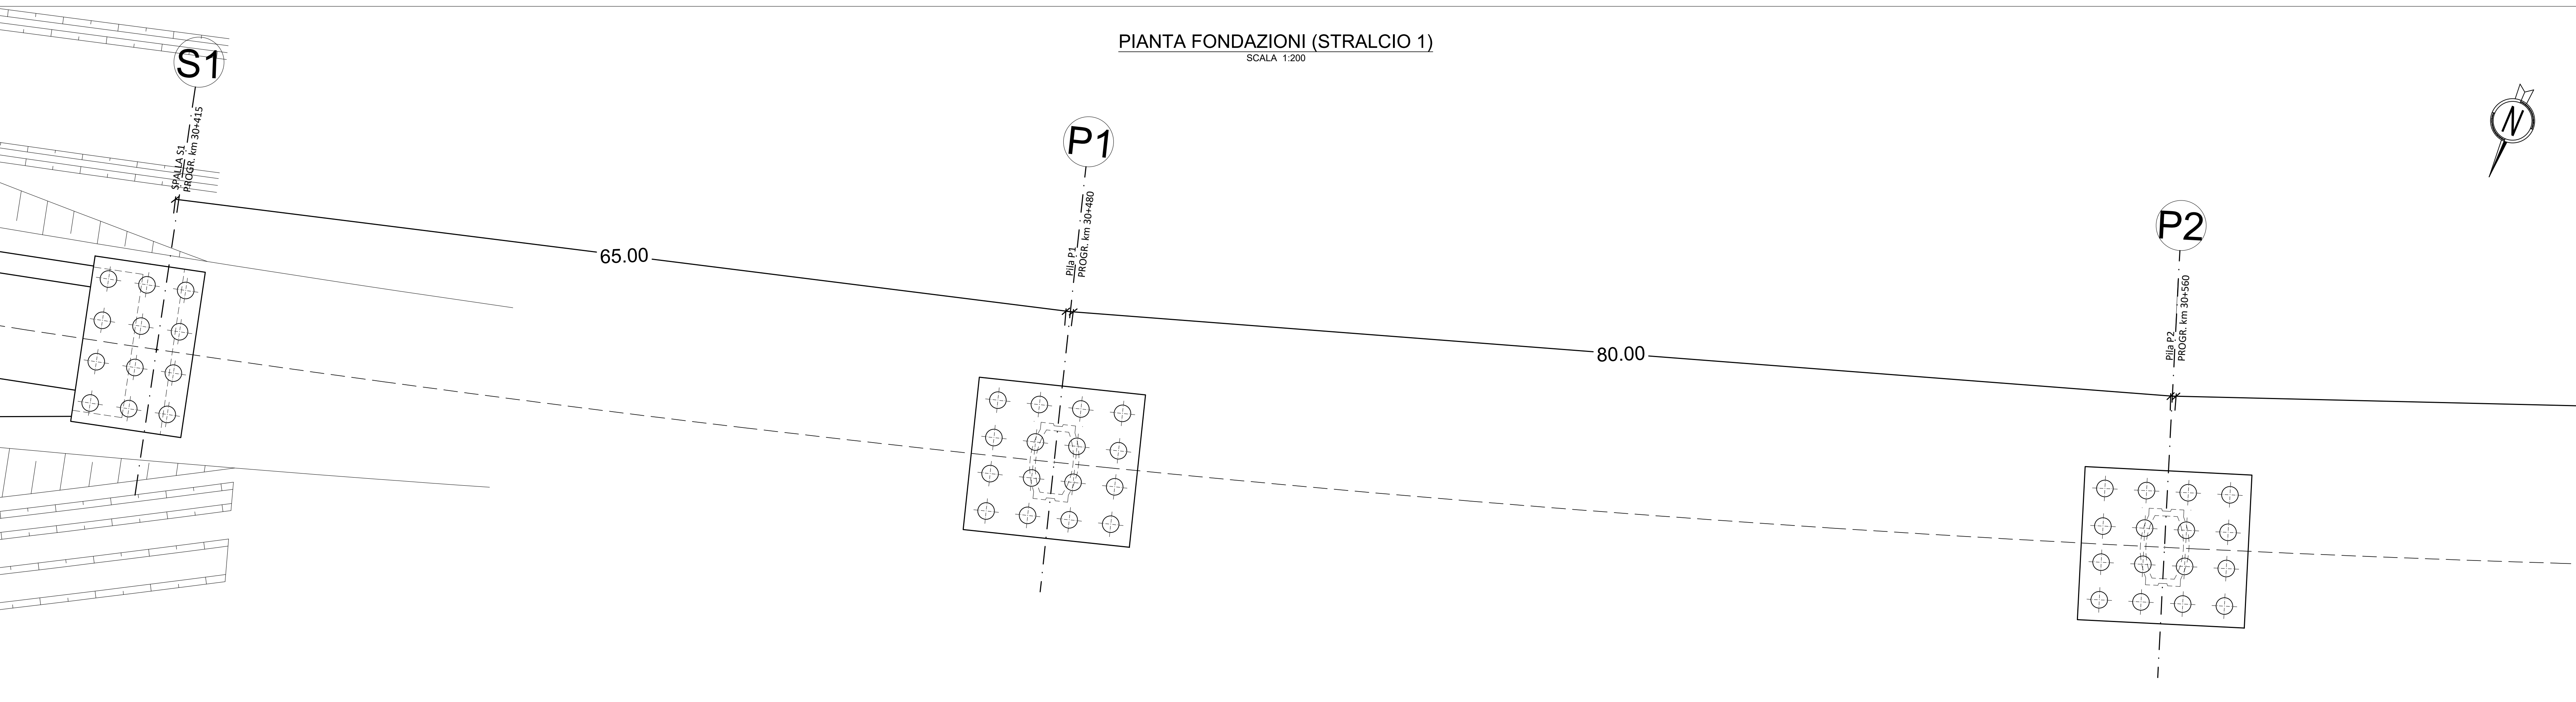 PIANTA FONDAZIONI (STRALCIO 1)
SCALA 1:200
S1
SPALLA S1
PROGR. km 30+415
65.00
P1
Pila P1
PROGR. km 30+480
80.00
P2
Pila P2
PROGR. km 30+560
N